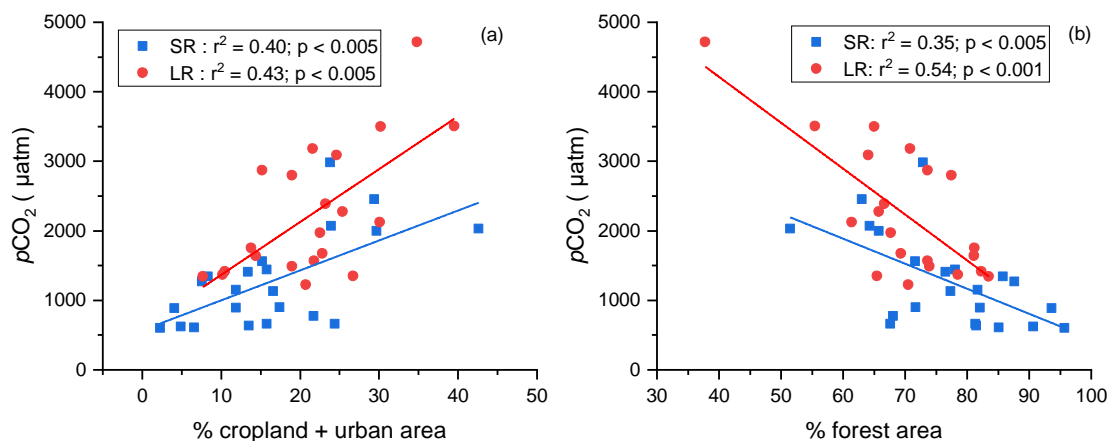 5000
4000
3000
2000
1000
0
pCO₂ ( µatm)
SR : r² = 0.40; p < 0.005
LR : r² = 0.43; p < 0.005
(a)
0 10 20 30 40 50
% cropland + urban area
5000
4000
3000
2000
1000
0
pCO₂ ( µatm)
SR: r² = 0.35; p < 0.005
LR: r² = 0.54; p < 0.001
(b)
30 40 50 60 70 80 90 100
% forest area